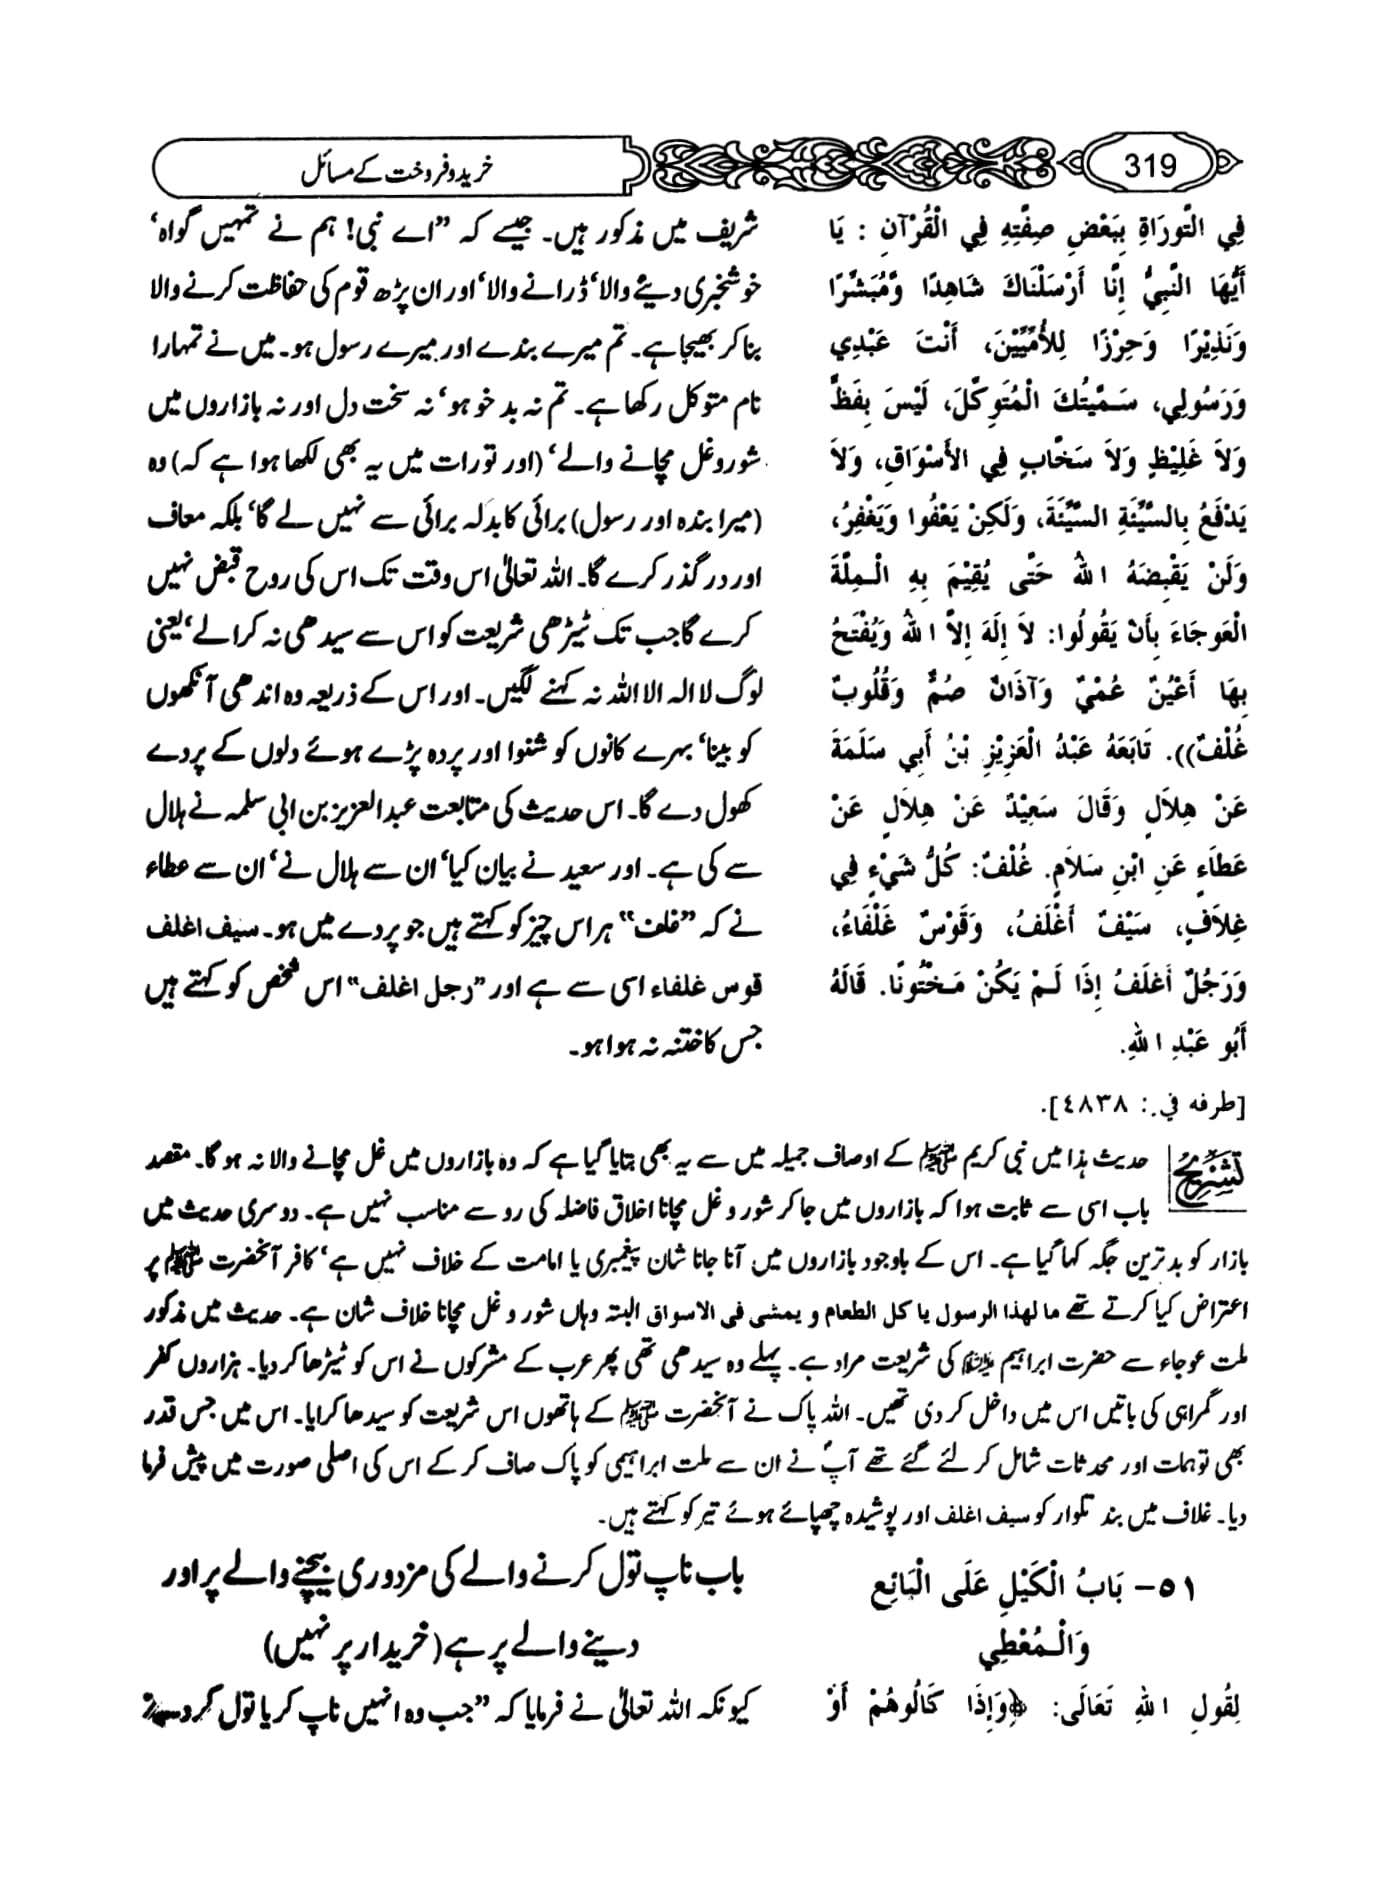 319
خرید و فروخت کے مسائل
فِي التَّورَاةِ بِبَعْضِ صِفَتِهِ فِي الْقُرْآنِ : يَا
أَيُّهَا النَّبِيُّ إِنَّا أَرْسَلْنَاكَ شَاهِدًا وَّمُبَشِّرًا
وَنَذِيْرًا وَحِرْزًا لِلأُمِّيِّيْنَ، أَنْتَ عَبْدِي
وَرَسُولِي، سَمَّيْتُكَ الْمُتَوَكِّلَ، لَيْسَ بِفَظٍّ
وَلاَ غَلِيْظٍ وَلاَ سَخَّابٍ فِي الأَسْوَاقِ، وَلاَ
يَدْفَعُ بِالسَّيِّئَةِ السَّيِّئَةَ، وَلَكِنْ يَعْفُوا وَيَغْفِرُ،
وَلَنْ يَقْبِضَهُ اللهُ حَتَّى يُقِيْمَ بِهِ الْـمِلَّةَ
الْعَوجَاءَ بِأَنْ يَقُولُوا: لاَ إِلَهَ إِلاَّ اللهُ وَيُفْتَحُ
بِهَا أَعْيُنٌ عُمْيٌ وَآذَانٌ صُمٌّ وَقُلُوبٌ
غُلْفٌ)). تَابَعَهُ عَبْدُ الْعَزِيْزِ بْنُ أَبِي سَلَمَةَ
عَنْ هِلاَلٍ وَقَالَ سَعِيْدٌ عَنْ هِلاَلٍ عَنْ
عَطَاءٍ عَنِ ابْنِ سَلاَمٍ. غُلْفٌ: كُلُّ شَيْءٍ فِي
غِلاَفٍ، سَيْفٌ أَغْلَفُ، وَقَوْسٌ غَلْفَاءُ،
وَرَجُلٌ أَغْلَفُ إِذَا لَـمْ يَكُنْ مَـخْتُونًا. قَالَهُ
أَبُو عَبْدِ اللهِ.
[طرفه في : ٤٨٣٨].
شریف میں مذکور ہیں۔ جیسے کہ ”اے نبی! ہم نے تمہیں گواہ‘
خوشخبری دینے والا‘ ڈرانے والا‘ اور ان پڑھ قوم کی حفاظت کرنے والا
بنا کر بھیجا ہے۔ تم میرے بندے اور میرے رسول ہو۔ میں نے تمہارا
نام متوکل رکھا ہے۔ تم نہ بد خو ہو‘ نہ سخت دل اور نہ بازاروں میں
شور و غل مچانے والے‘ (اور تورات میں یہ بھی لکھا ہوا ہے کہ) وہ
(میرا بندہ اور رسول) برائی کا بدلہ برائی سے نہیں لے گا‘ بلکہ معاف
اور درگذر کرے گا۔ اللہ تعالیٰ اس وقت تک اس کی روح قبض نہیں
کرے گا جب تک ٹیڑھی شریعت کو اس سے سیدھی نہ کرا لے‘ یعنی
لوگ لا الہ الا اللہ نہ کہنے لگیں۔ اور اس کے ذریعہ وہ اندھی آنکھوں
کو بینا‘ بہرے کانوں کو شنوا اور پردہ پڑے ہوئے دلوں کے پردے
کھول دے گا۔ اس حدیث کی متابعت عبدالعزیز بن ابی سلمہ نے ہلال
سے کی ہے۔ اور سعید نے بیان کیا‘ ان سے ہلال نے‘ ان سے عطاء
نے کہ ”غلف“ ہر اس چیز کو کہتے ہیں جو پردے میں ہو۔ سیف اغلف
قوس غلفاء اسی سے ہے اور ”رجل اغلف“ اس شخص کو کہتے ہیں
جس کا ختنہ نہ ہوا ہو۔
تشریح حدیث ہذا میں نبی کریم ﷺ کے اوصاف جمیلہ میں سے یہ بھی بتایا گیا ہے کہ وہ بازاروں میں غل مچانے والا نہ ہو گا۔ مقصد
باب اسی سے ثابت ہوا کہ بازاروں میں جا کر شور و غل مچانا اخلاق فاضلہ کی رو سے مناسب نہیں ہے۔ دوسری حدیث میں
بازار کو بدترین جگہ کہا گیا ہے۔ اس کے باوجود بازاروں میں آنا جانا شان پیغمبری یا امامت کے خلاف نہیں ہے‘ کافر آنحضرت ﷺ پر
اعتراض کیا کرتے تھے ما لهذا الرسول یا کل الطعام و یمشی فی الاسواق البتہ وہاں شور و غل مچانا خلاف شان ہے۔ حدیث میں مذکور
ملت عوجاء سے حضرت ابراہیم علیہ السلام کی شریعت مراد ہے۔ پہلے وہ سیدھی تھی پھر عرب کے مشرکوں نے اس کو ٹیڑھا کر دیا۔ ہزاروں کفر
اور گمراہی کی باتیں اس میں داخل کر دی تھیں۔ اللہ پاک نے آنحضرت ﷺ کے ہاتھوں اس شریعت کو سیدھا کرایا۔ اس میں جس قدر
بھی توہمات اور محدثات شامل کر لئے گئے تھے آپؐ نے ان سے ملت ابراہیمی کو پاک صاف کر کے اس کی اصلی صورت میں پیش فرما
دیا۔ غلاف میں بند تلوار کو سیف اغلف اور پوشیدہ چھپائے ہوئے تیر کو کہتے ہیں۔
٥١- بَابُ الْكَيْلِ عَلَى الْبَائِعِ
وَالْـمُعْطِي
لِقُولِ اللهِ تَعَالَى: ﴿وَإِذَا كَالُوهُمْ أَوْ
باب ناپ تول کرنے والے کی مزدوری بیچنے والے پر اور
دینے والے پر ہے (خریدار پر نہیں)
کیونکہ اللہ تعالیٰ نے فرمایا کہ ”جب وہ انہیں ناپ کر یا تول کر